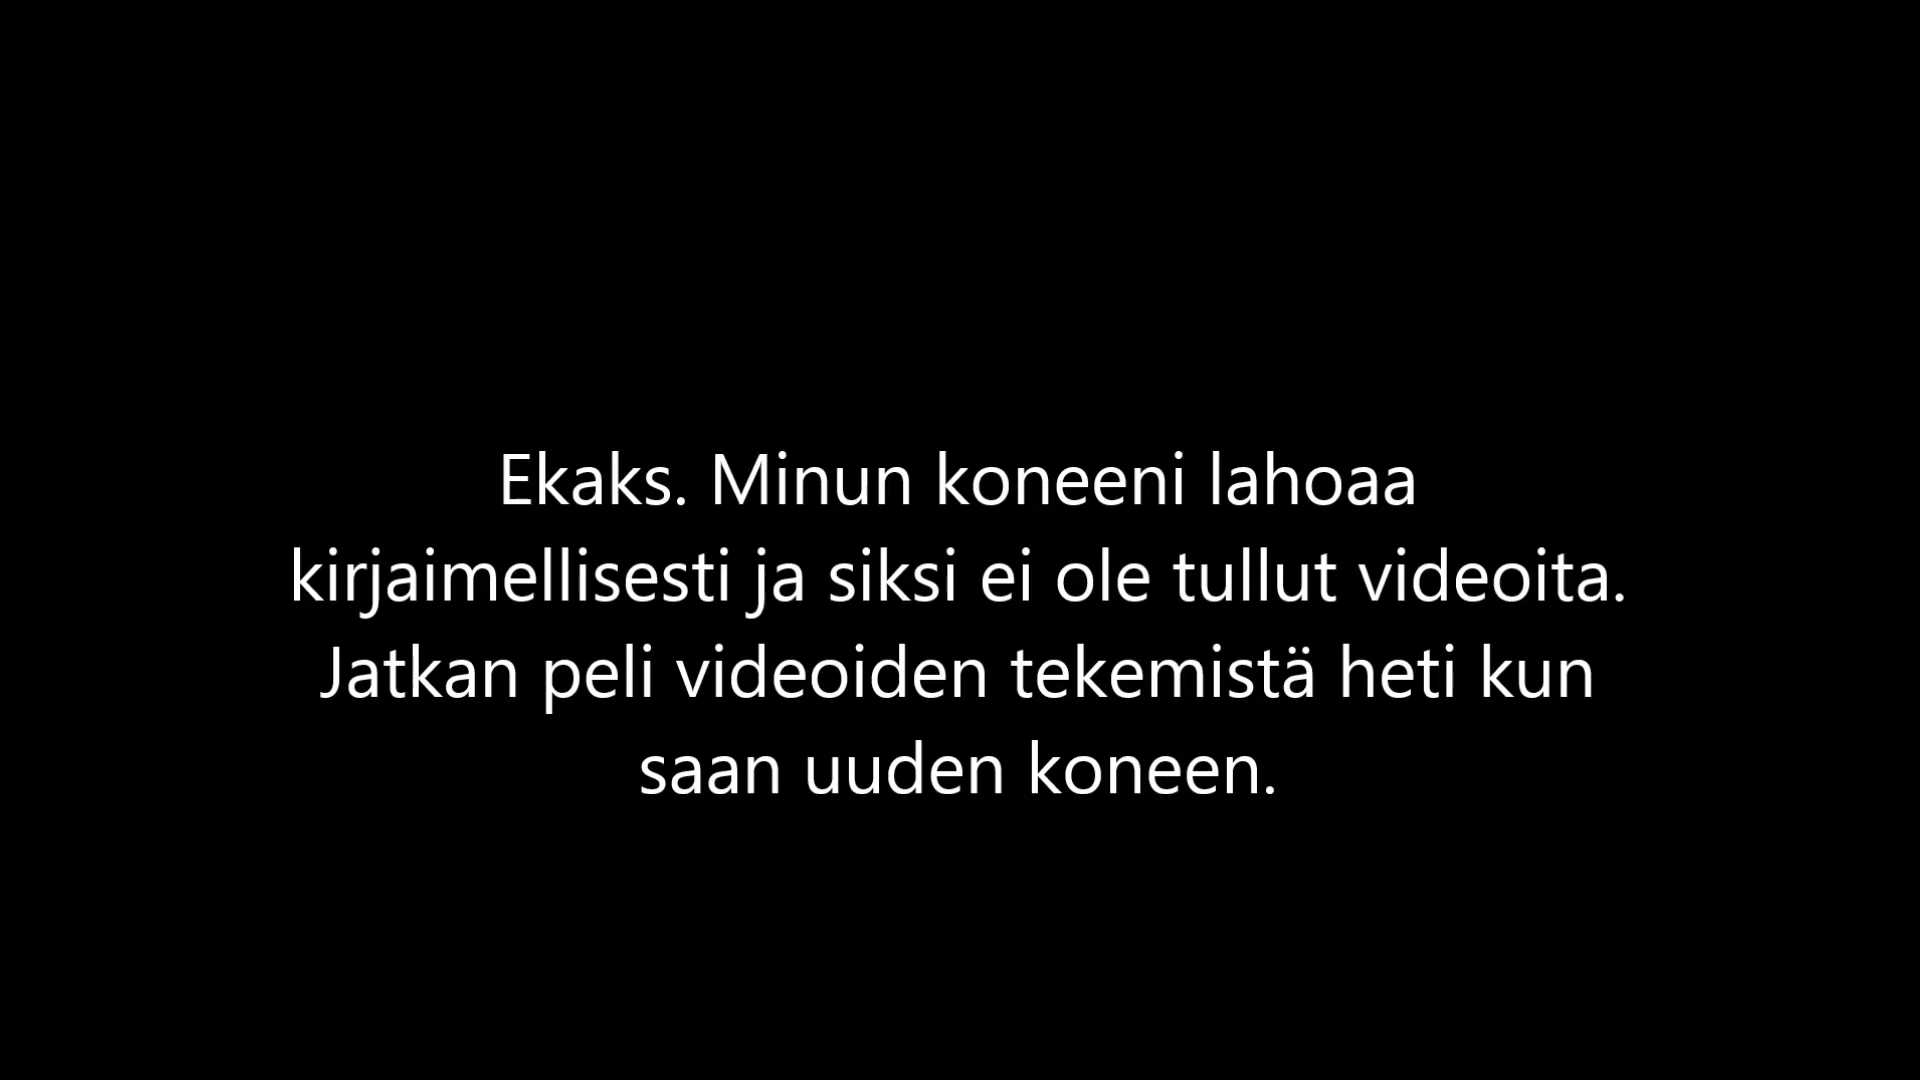 Ekaks. Minun koneeni lahoaa
kirjaimellisesti ja siksi ei ole tullut videoita.
Jatkan peli videoiden tekemistä heti kun
saan uuden koneen.